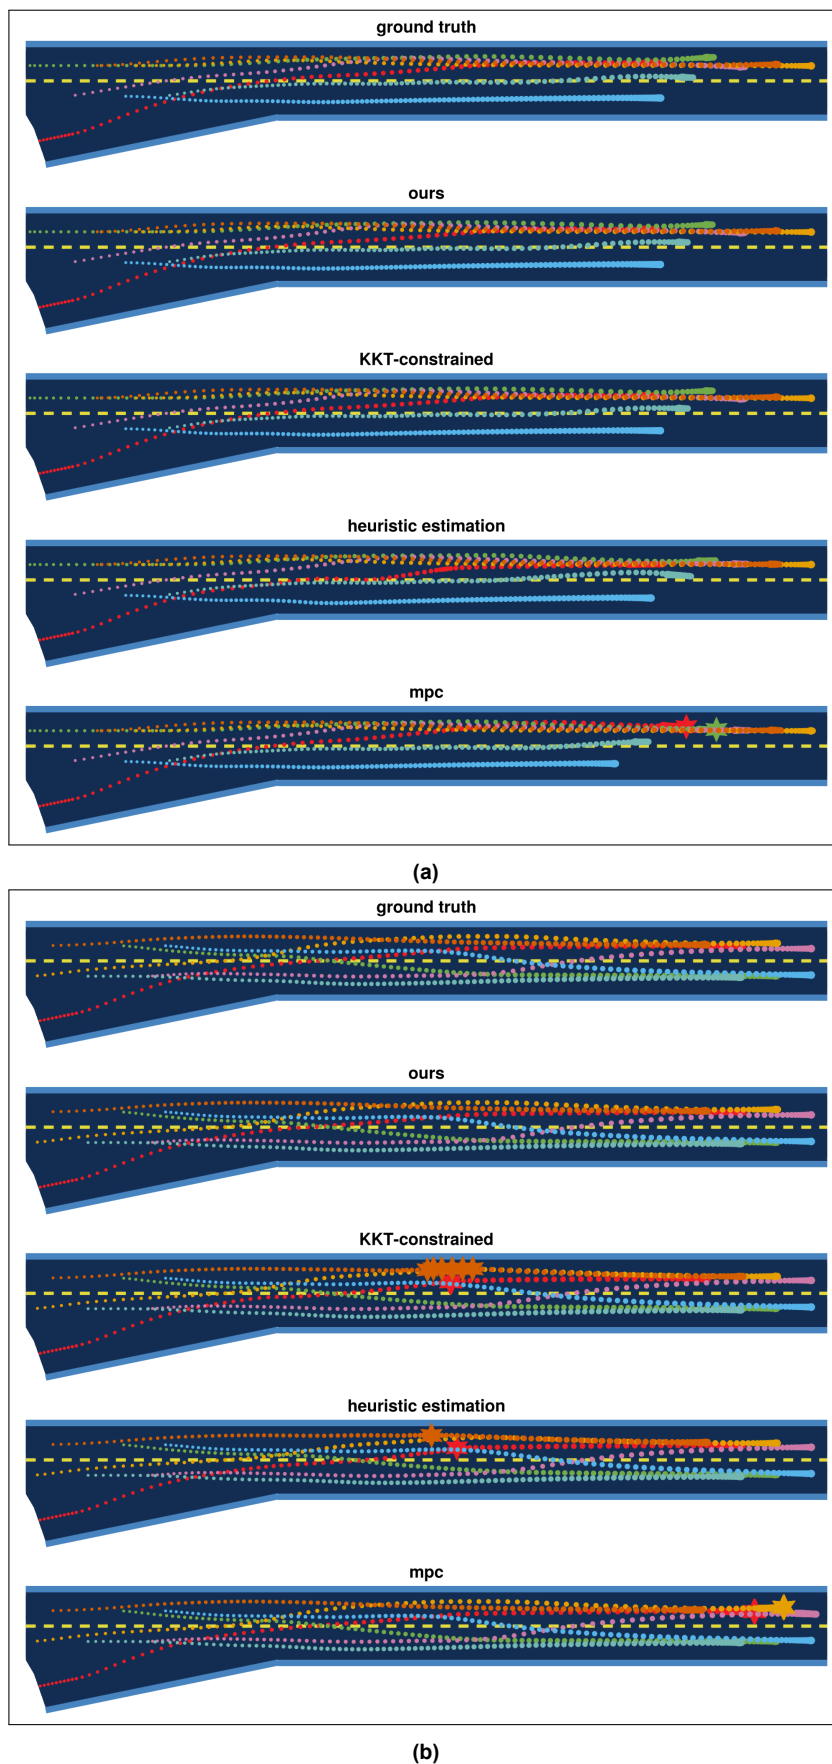 ground truth
ours
KKT-constrained
heuristic estimation
mpc
(a)
ground truth
ours
KKT-constrained
heuristic estimation
mpc
(b)